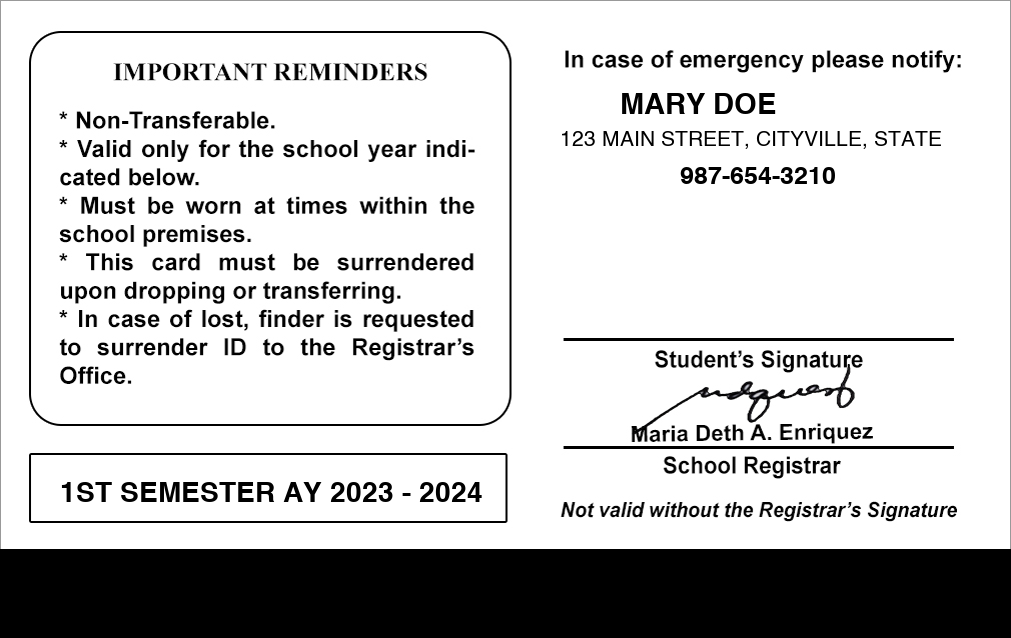 IMPORTANT REMINDERS
* Non-Transferable.
* Valid only for the school year indi-
cated below.
* Must be worn at times within the
school premises.
* This card must be surrendered
upon dropping or transferring.
* In case of lost, finder is requested
to surrender ID to the Registrar's
Office.
1ST SEMESTER AY 2023 - 2024
In case of emergency please notify:
MARY DOE
123 MAIN STREET, CITYVILLE, STATE
987-654-3210
Student's Signature
Maria Deth A. Enriquez
School Registrar
Not valid without the Registrar's Signature